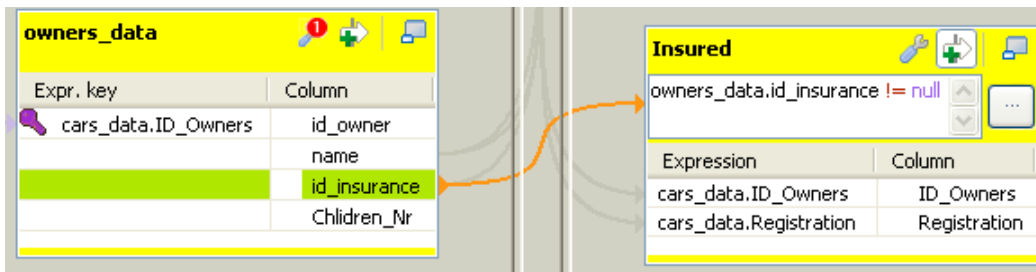 owners_data
1
Expr. key Column
cars_data.ID_Owners id_owner
name
id_insurance
Chlidren_Nr
Insured
owners_data.id_insurance != null
...
Expression Column
cars_data.ID_Owners ID_Owners
cars_data.Registration Registration